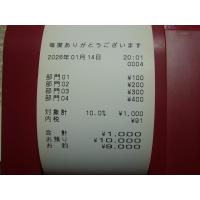 毎度ありがとうございます
2026年01月14日 20:01
0004
部門01 ¥100
部門02 ¥200
部門03 ¥300
部門04 ¥400
対象計 10.0% ¥1,000
内税 ¥91
合計 ¥1,000
お預り ¥10,000
お釣 ¥9,000